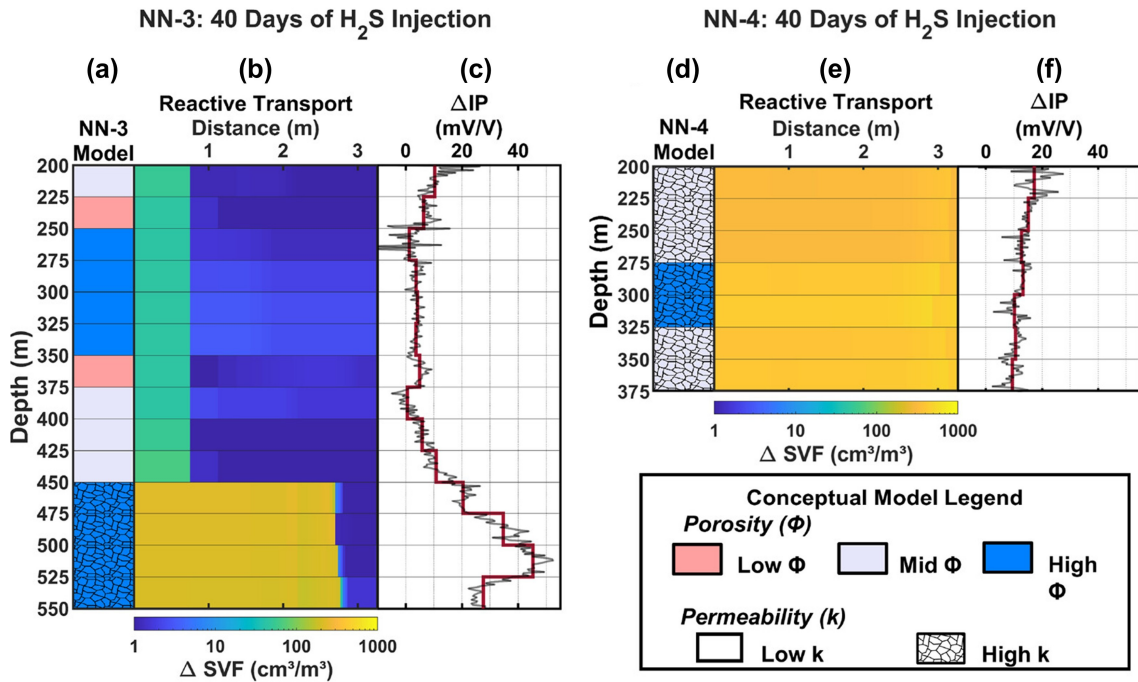 NN-3: 40 Days of H₂S Injection
(a) (b) (c)
NN-3 Model
Reactive Transport
Distance (m)
1 2 3
ΔIP
(mV/V)
0 20 40
Depth (m)
200
225
250
275
300
325
350
375
400
425
450
475
500
525
550
1 10 100 1000
Δ SVF (cm³/m³)
NN-4: 40 Days of H₂S Injection
(d) (e) (f)
NN-4 Model
Reactive Transport
Distance (m)
1 2 3
ΔIP
(mV/V)
0 20 40
Depth (m)
200
225
250
275
300
325
350
375
1 10 100 1000
Δ SVF (cm³/m³)
Conceptual Model Legend
Porosity (Φ)
Low Φ Mid Φ High Φ
Permeability (k)
Low k High k